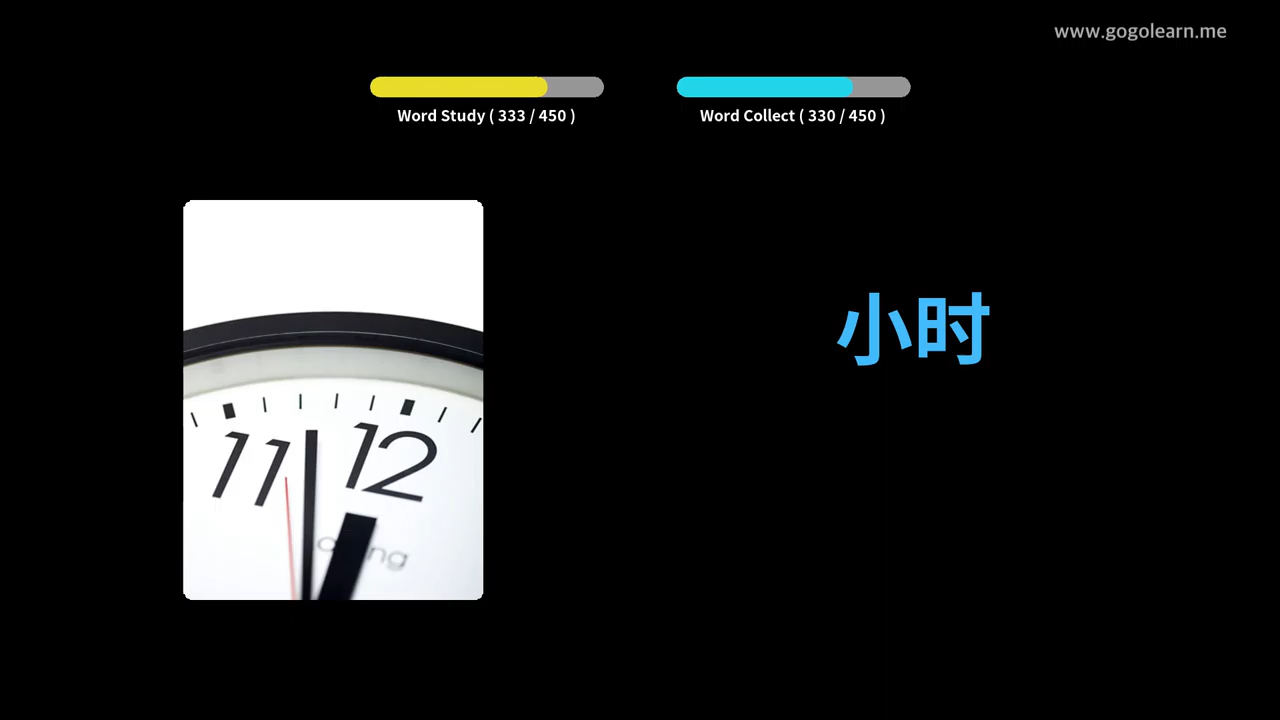 www.gogolearn.me
Word Study ( 333 / 450 )
Word Collect ( 330 / 450 )
小时
11
12